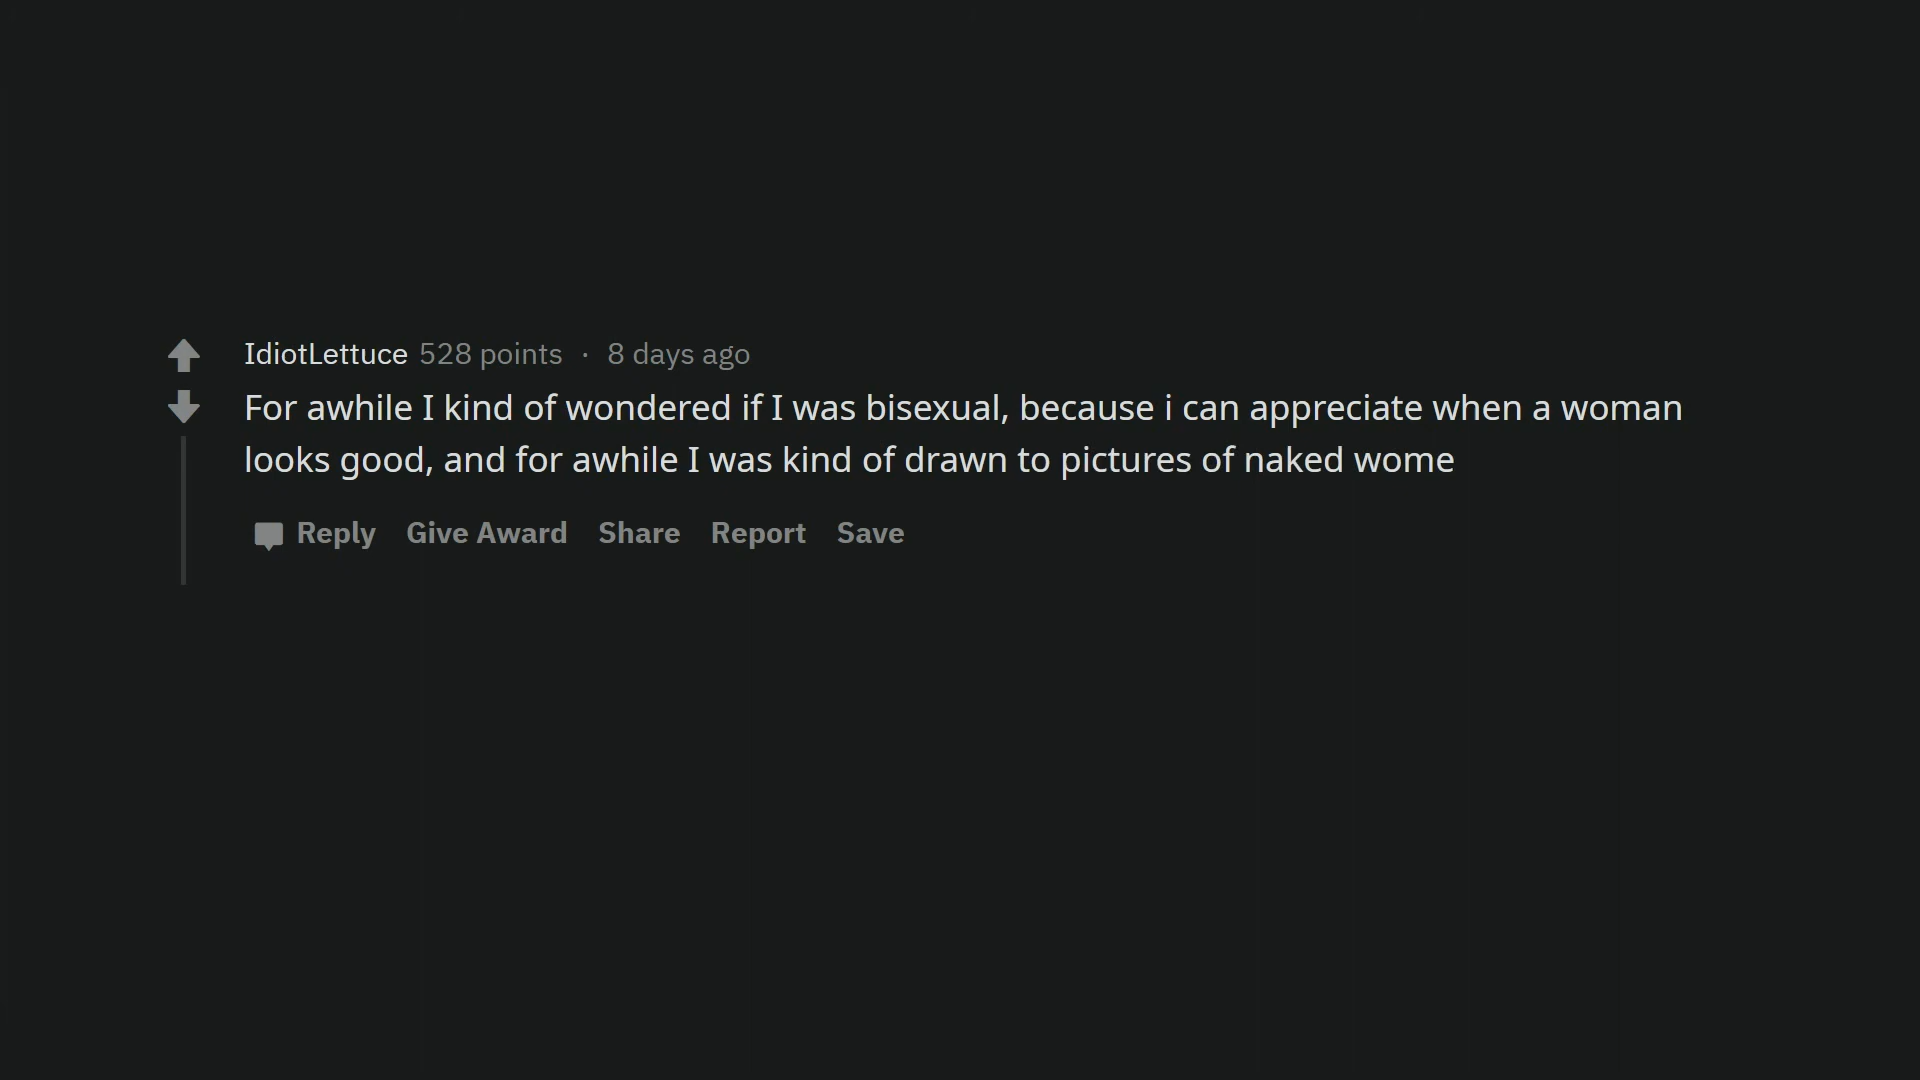 IdiotLettuce 528 points · 8 days ago
For awhile I kind of wondered if I was bisexual, because i can appreciate when a woman
looks good, and for awhile I was kind of drawn to pictures of naked wome
Reply Give Award Share Report Save